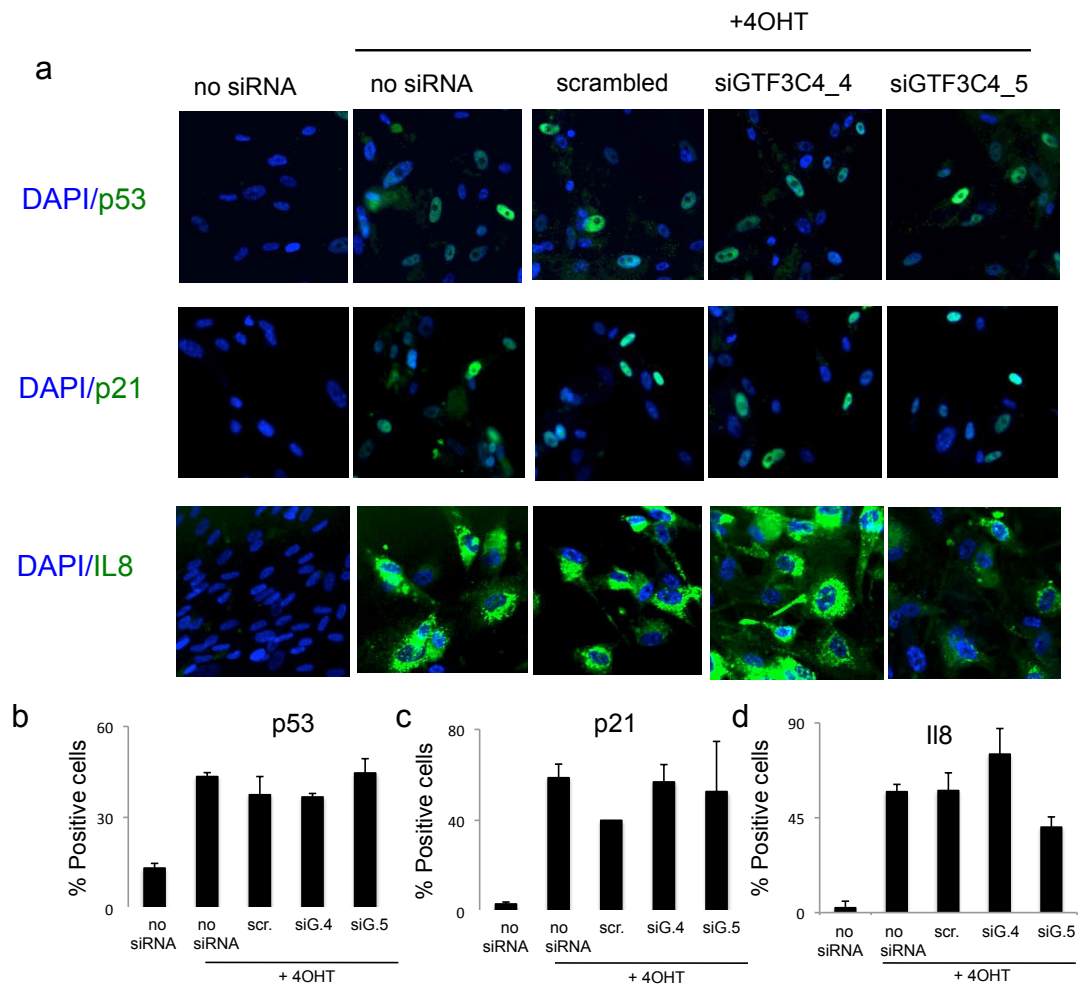 +4OHT
a
no siRNA no siRNA scrambled siGTF3C4_4 siGTF3C4_5
DAPI/p53
DAPI/p21
DAPI/IL8
b p53
% Positive cells
60
30
0
no siRNA no siRNA scr. siG.4 siG.5
+ 4OHT
c p21
% Positive cells
80
40
0
no siRNA no siRNA scr. siG.4 siG.5
+ 4OHT
d Il8
% Positive cells
90
45
0
no siRNA no siRNA scr. siG.4 siG.5
+ 4OHT